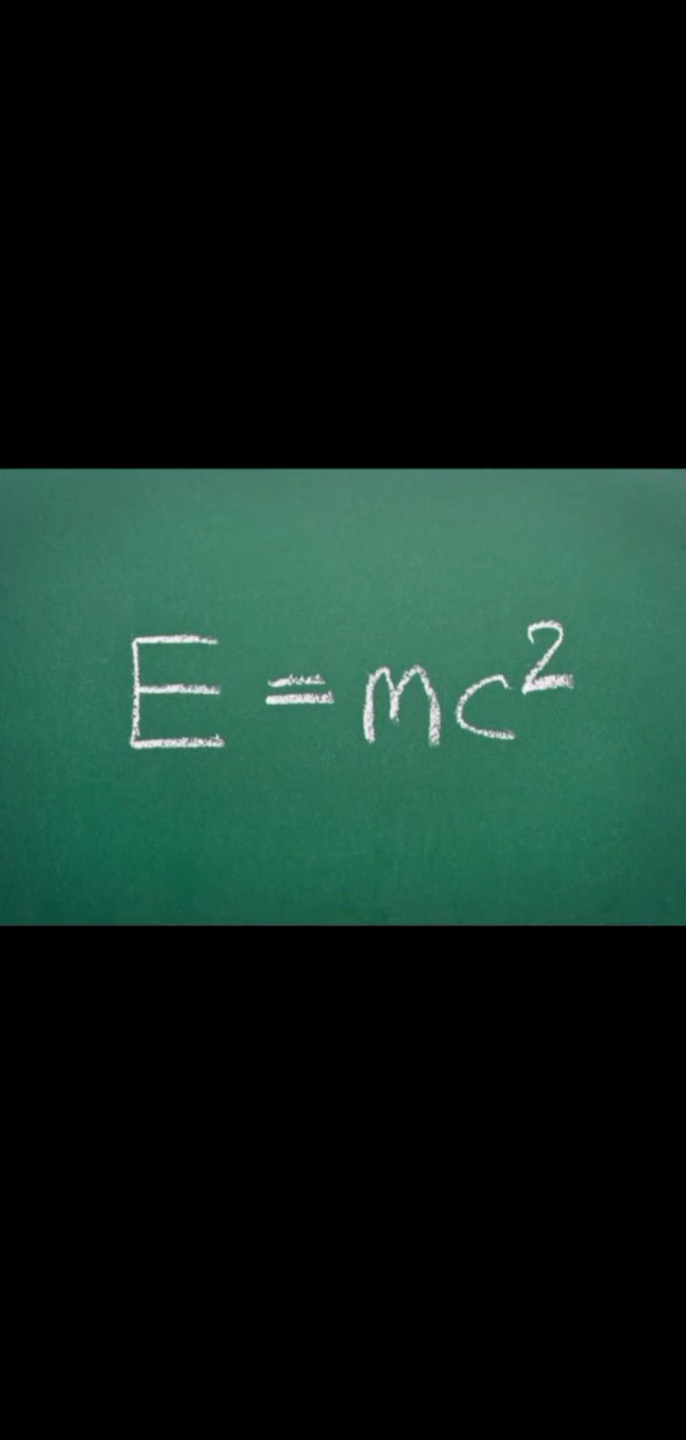 E = mc²